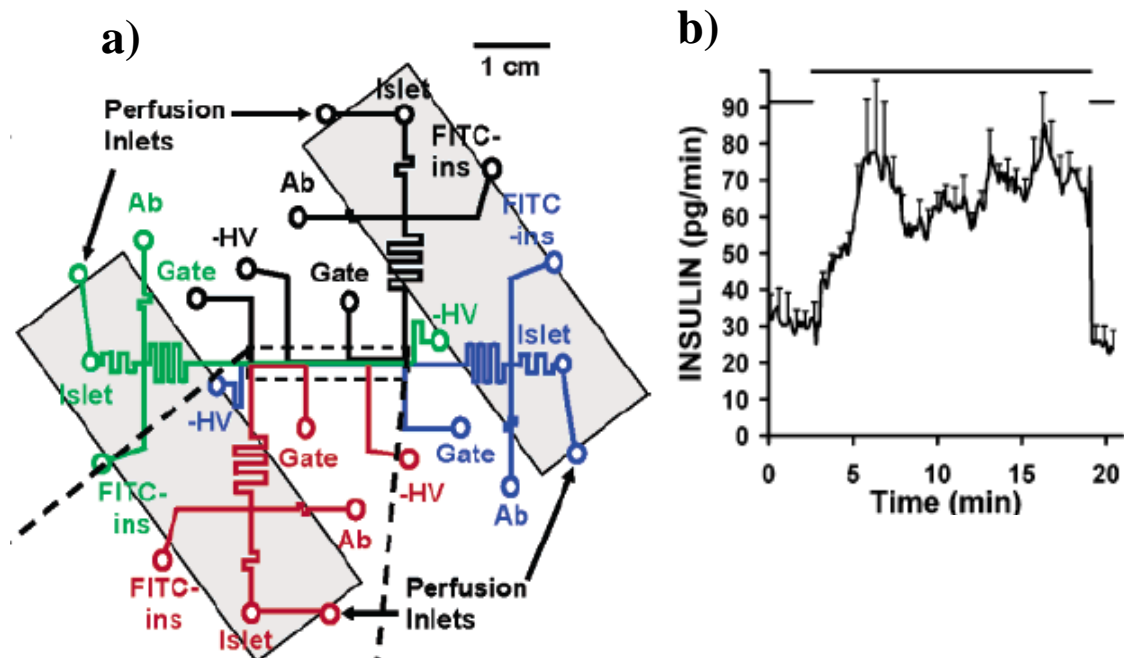 a)
1 cm
Perfusion
Inlets
Islet
FITC-
ins
Ab
FITC
-ins
Ab
-HV
Gate
Gate
-HV
Islet
Islet
-HV
Gate
Gate
-HV
Ab
FITC-
ins
Ab
FITC-
ins
Perfusion
Inlets
Islet
b)
INSULIN (pg/min)
90
80
70
60
50
40
30
20
10
0
0 5 10 15 20
Time (min)